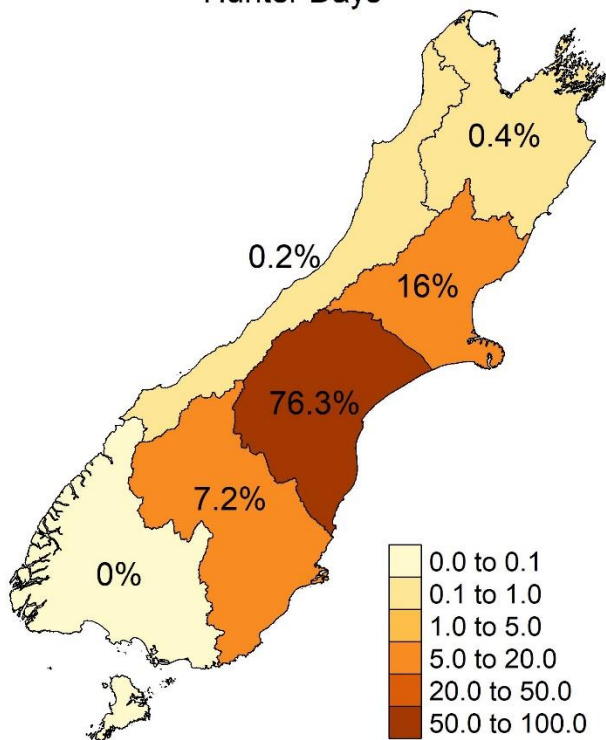 Hunter Days
0.4%
0.2%
16%
76.3%
7.2%
0%
0.0 to 0.1
0.1 to 1.0
1.0 to 5.0
5.0 to 20.0
20.0 to 50.0
50.0 to 100.0